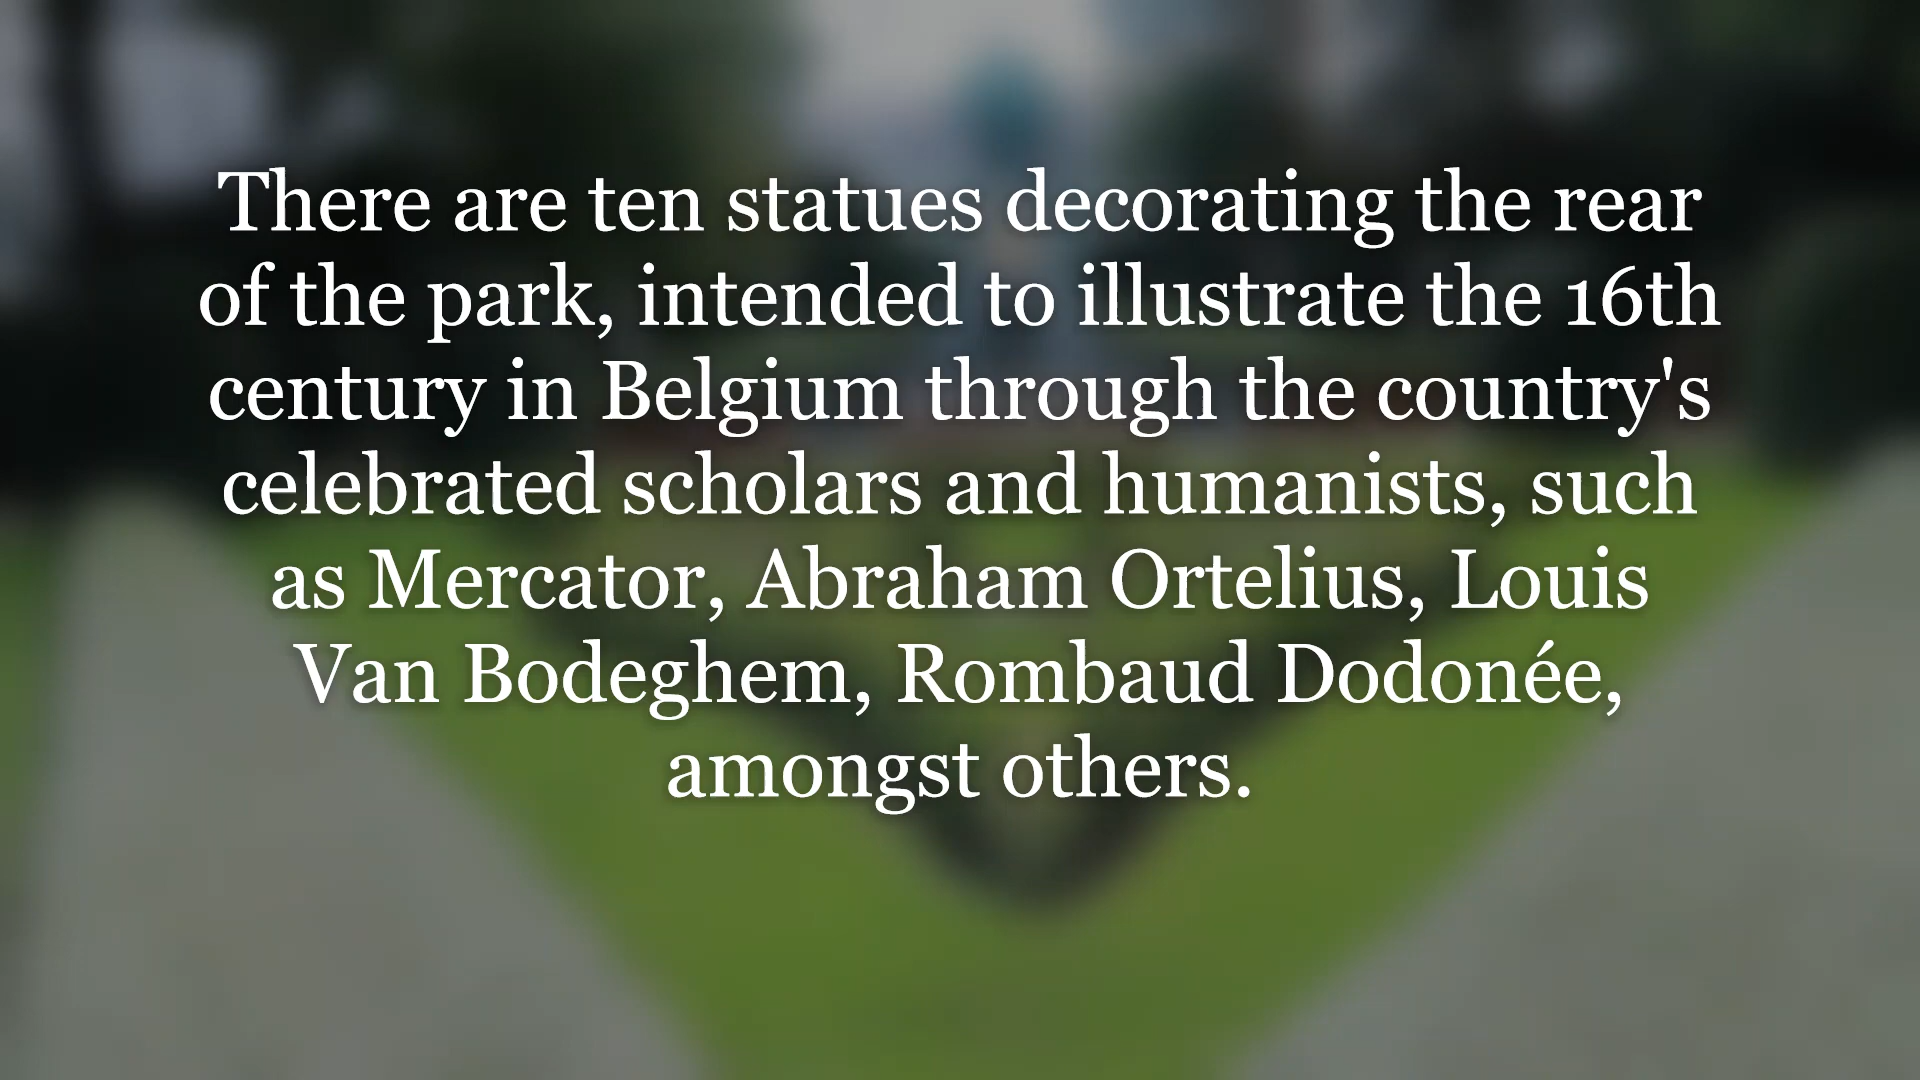 There are ten statues decorating the rear
of the park, intended to illustrate the 16th
century in Belgium through the country's
celebrated scholars and humanists, such
as Mercator, Abraham Ortelius, Louis
Van Bodeghem, Rombaud Dodonée,
amongst others.